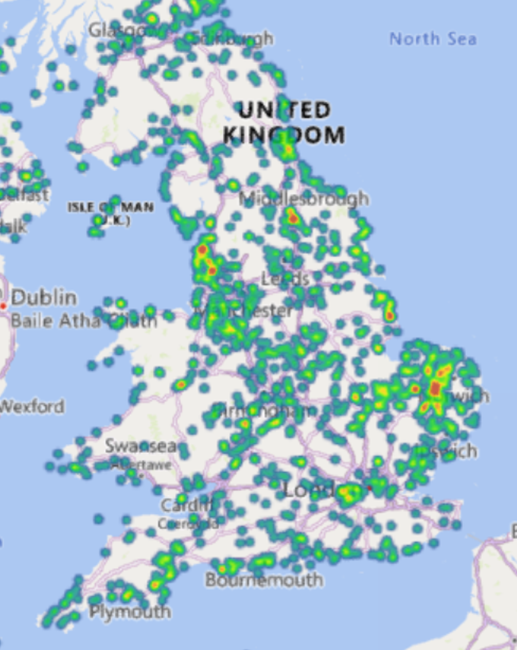 Glasgo
Edinburgh
North Sea
UNITED
KINGDOM
elfast
ISLE OF MAN
(U.K.)
Middlesbrough
alk
Leeds
Dublin
Baile Átha Cliath
Manchester
Wexford
wich
Birmingham
Swansea
Abertawe
swich
London
Cardiff
Caerdydd
Bournemouth
Plymouth